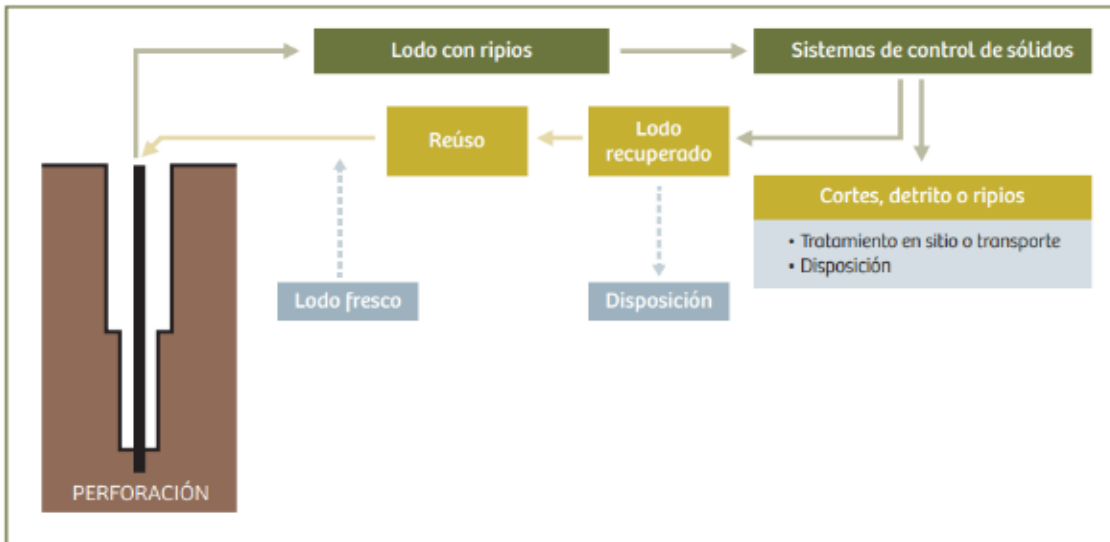 Lodo con ripios
Sistemas de control de sólidos
Reúso
Lodo
recuperado
Cortes, detrito o ripios
• Tratamiento en sitio o transporte
• Disposición
Lodo fresco
Disposición
PERFORACIÓN